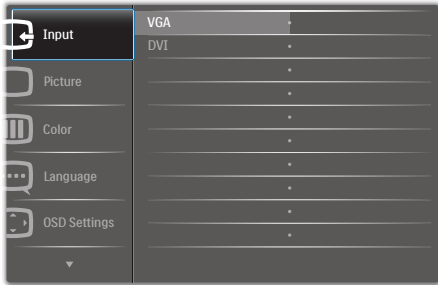 Input
VGA
DVI
Picture
Color
Language
OSD Settings